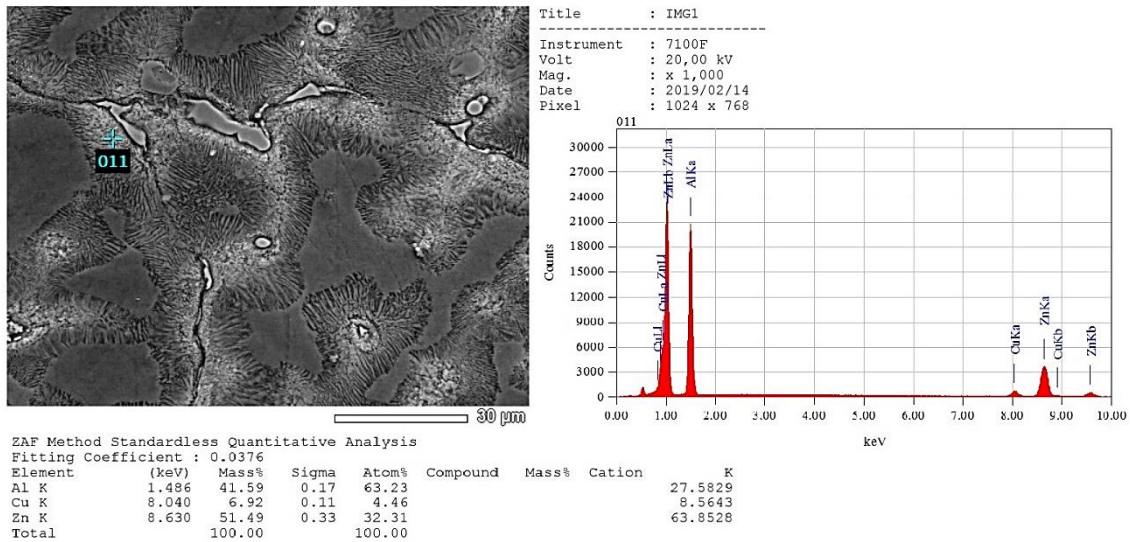 Title : IMG1
---------------------------
Instrument : 7100F
Volt : 20,00 kV
Mag. : x 1,000
Date : 2019/02/14
Pixel : 1024 x 768
011
30 µm
011
Counts
30000
27000
24000
21000
18000
15000
12000
9000
6000
3000
0
CuLl
CuLa ZnLl
ZnLb ZnLa
AlKa
CuKa
ZnKa
CuKb
ZnKb
0.00 1.00 2.00 3.00 4.00 5.00 6.00 7.00 8.00 9.00 10.00
keV
ZAF Method Standardless Quantitative Analysis
Fitting Coefficient : 0.0376
Element (keV) Mass% Sigma Atom% Compound Mass% Cation K
Al K 1.486 41.59 0.17 63.23 27.5829
Cu K 8.040 6.92 0.11 4.46 8.5643
Zn K 8.630 51.49 0.33 32.31 63.8528
Total 100.00 100.00